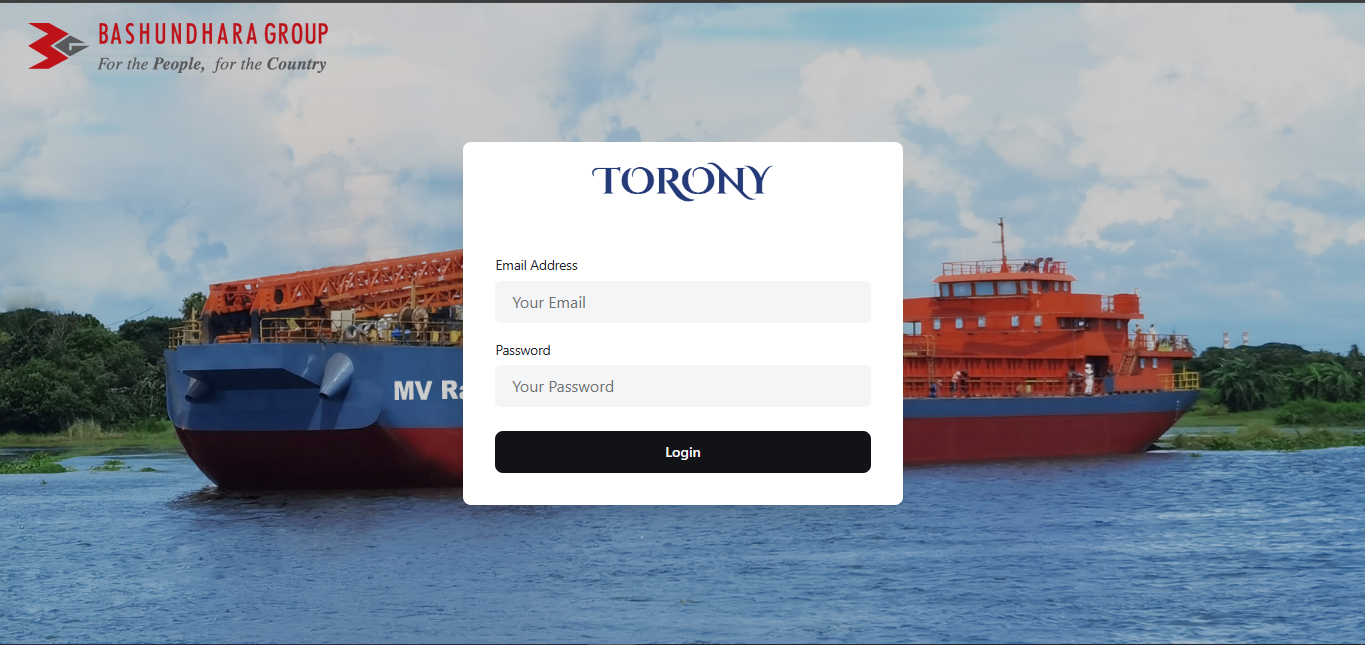 BASHUNDHARA GROUP
For the People, for the Country
TORONY
Email Address
Your Email
Password
Your Password
MV Ra
Login